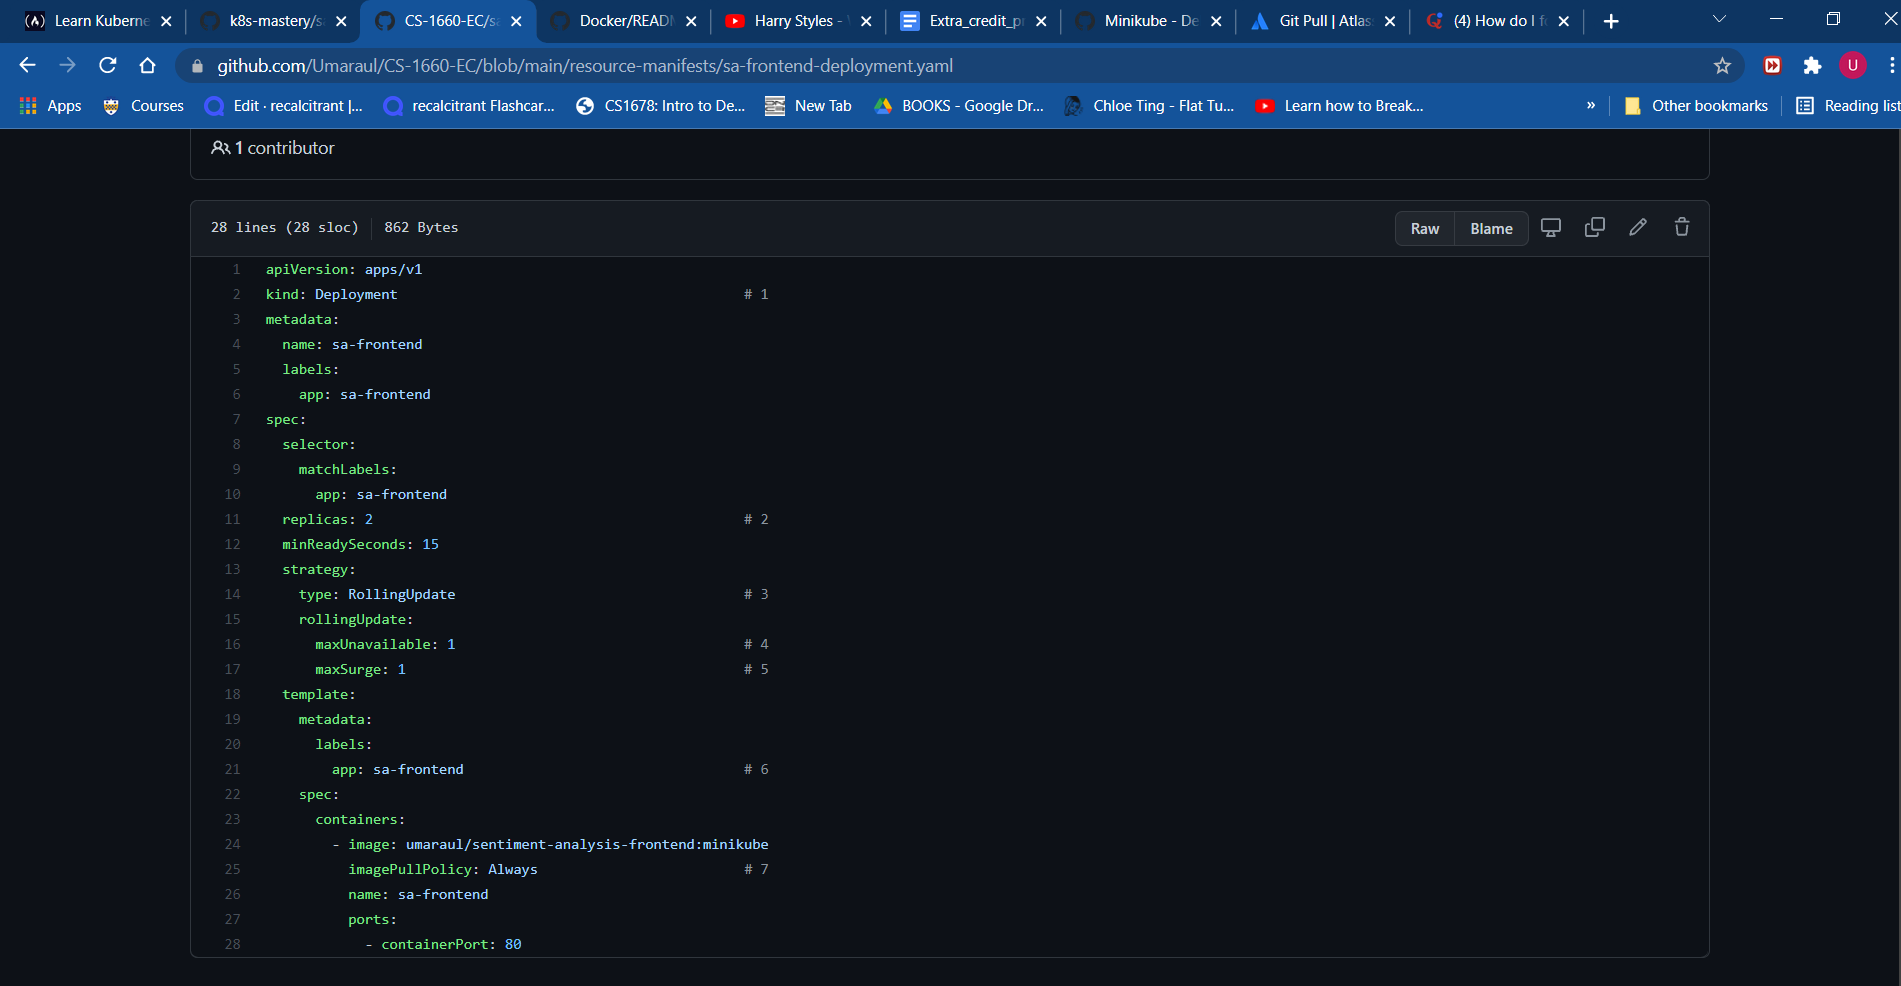 Learn Kuberne
k8s-mastery/sa
CS-1660-EC/sa
Docker/READM
Harry Styles -
Extra_credit_p
Minikube - De
Git Pull | Atlas
(4) How do I f
github.com/Umaraul/CS-1660-EC/blob/main/resource-manifests/sa-frontend-deployment.yaml
U
Apps
Courses
Edit · recalcitrant |...
recalcitrant Flashcar...
CS1678: Intro to De...
New Tab
BOOKS - Google Dr...
Chloe Ting - Flat Tu...
Learn how to Break...
»
Other bookmarks
Reading list
1 contributor
28 lines (28 sloc) 862 Bytes
Raw
Blame
1 apiVersion: apps/v1
2 kind: Deployment # 1
3 metadata:
4 name: sa-frontend
5 labels:
6 app: sa-frontend
7 spec:
8 selector:
9 matchLabels:
10 app: sa-frontend
11 replicas: 2 # 2
12 minReadySeconds: 15
13 strategy:
14 type: RollingUpdate # 3
15 rollingUpdate:
16 maxUnavailable: 1 # 4
17 maxSurge: 1 # 5
18 template:
19 metadata:
20 labels:
21 app: sa-frontend # 6
22 spec:
23 containers:
24 - image: umaraul/sentiment-analysis-frontend:minikube
25 imagePullPolicy: Always # 7
26 name: sa-frontend
27 ports:
28 - containerPort: 80